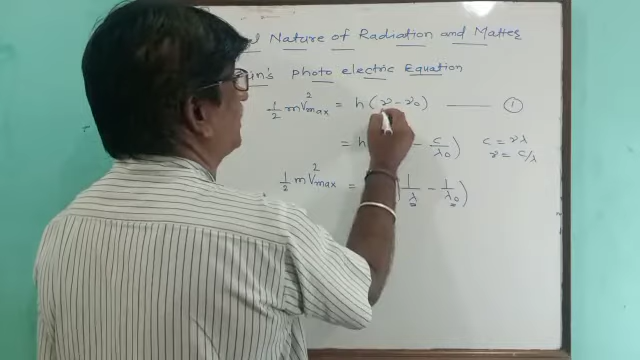 Nature of Radiation and Matter
photo electric Equation
½ mV²max = h(ν − ν₀) —— ①
= h − c/λ₀) c = νλ
ν = c/λ
½ mV²max = (1/λ − 1/λ₀)